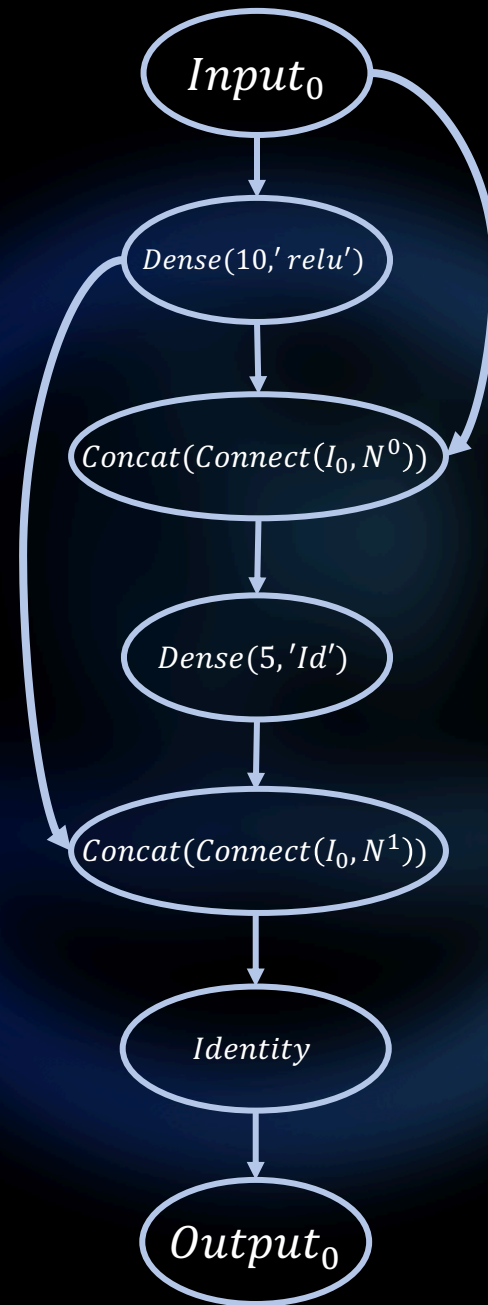 Input₀
Dense(10,' relu')
Concat(Connect(I₀, N⁰))
Dense(5, 'Id')
Concat(Connect(I₀, N¹))
Identity
Output₀